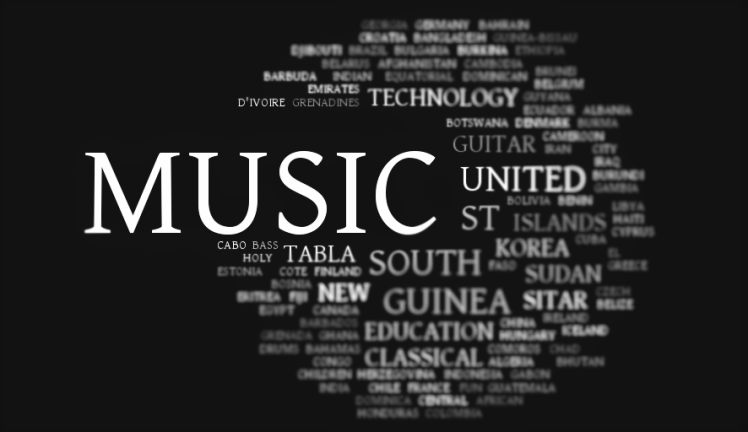 GEORGIA GERMANY BAHRAIN
CROATIA BANGLADESH GUINEA-BISSAU
DJIBOUTI BRAZIL BULGARIA BURKINA ETHIOPIA
BELARUS AFGHANISTAN CAMBODIA
BARBUDA INDIAN EQUATORIAL DOMINICAN BRUNEI
EMIRATES BELGIUM
D'IVOIRE GRENADINES TECHNOLOGY GUYANA
ECUADOR ALBANIA
BOTSWANA DENMARK BURMA
GUITAR CAMEROON
IRAN CITY
IRAQ
MUSIC UNITED BURUNDI
GAMBIA
BOLIVIA BENIN LIBYA
ST ISLANDS HAITI
CYPRUS
CABO BASS TABLA KOREA CUBA
HOLY SOUTH EL
FASO GREECE
ESTONIA COTE FINLAND SUDAN
BOSNIA NEW GUINEA SITAR CZECH
ERITREA FIJI BELIZE
EGYPT CANADA IRELAND
BARBADOS EDUCATION CHINA ICELAND
GRENADA GHANA HUNGARY
DRUMS BAHAMAS CLASSICAL COMOROS CHAD
CONGO ALGERIA BHUTAN
CHILDREN HERZEGOVINA INDONESIA GABON
INDIA CHILE FRANCE FUN GUATEMALA
DOMINICA CENTRAL AFRICAN
HONDURAS COLOMBIA